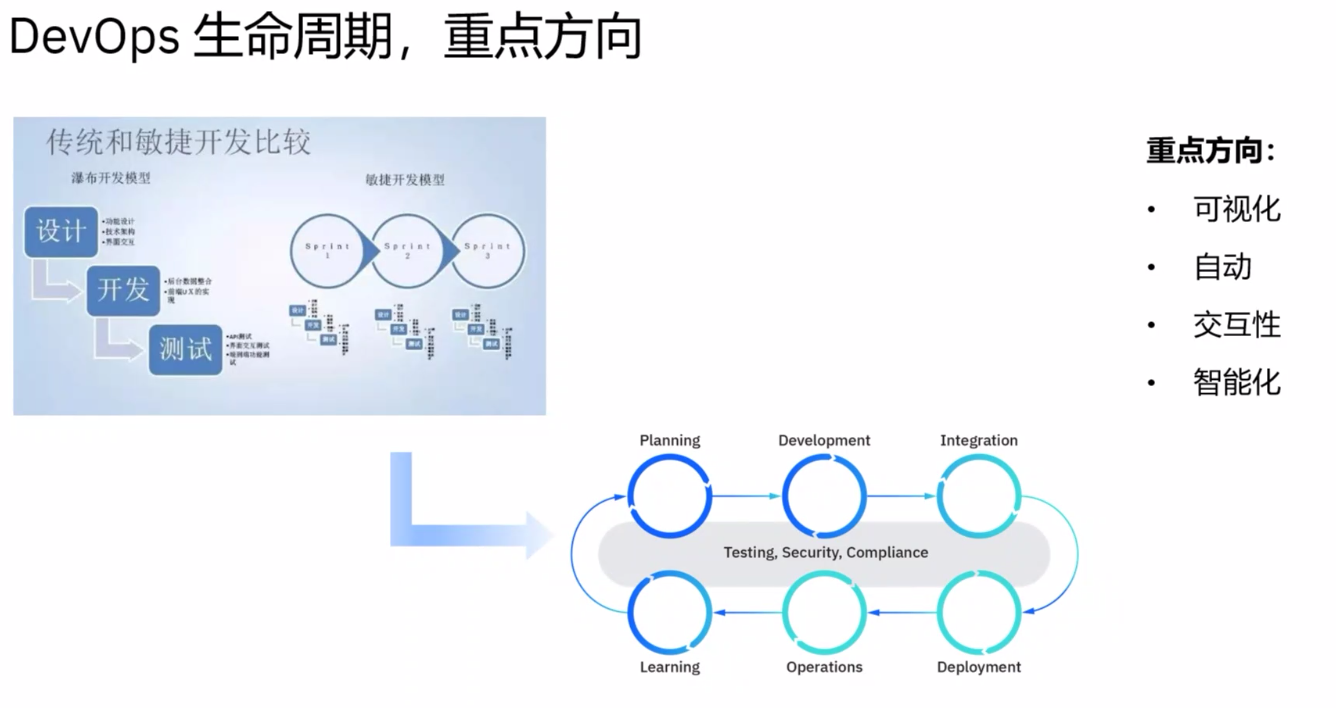 DevOps 生命周期，重点方向
传统和敏捷开发比较
瀑布开发模型
敏捷开发模型
设计
•功能设计
•技术架构
•界面交互
开发
•后台数据整合
•前端UX的实
现
测试
•API测试
•界面交互测试
•端到端功能测
试
Sprint
1
Sprint
2
Sprint
3
设计
开发
测试
设计
开发
测试
设计
开发
测试
重点方向：
• 可视化
• 自动
• 交互性
• 智能化
Planning
Development
Integration
Testing, Security, Compliance
Learning
Operations
Deployment